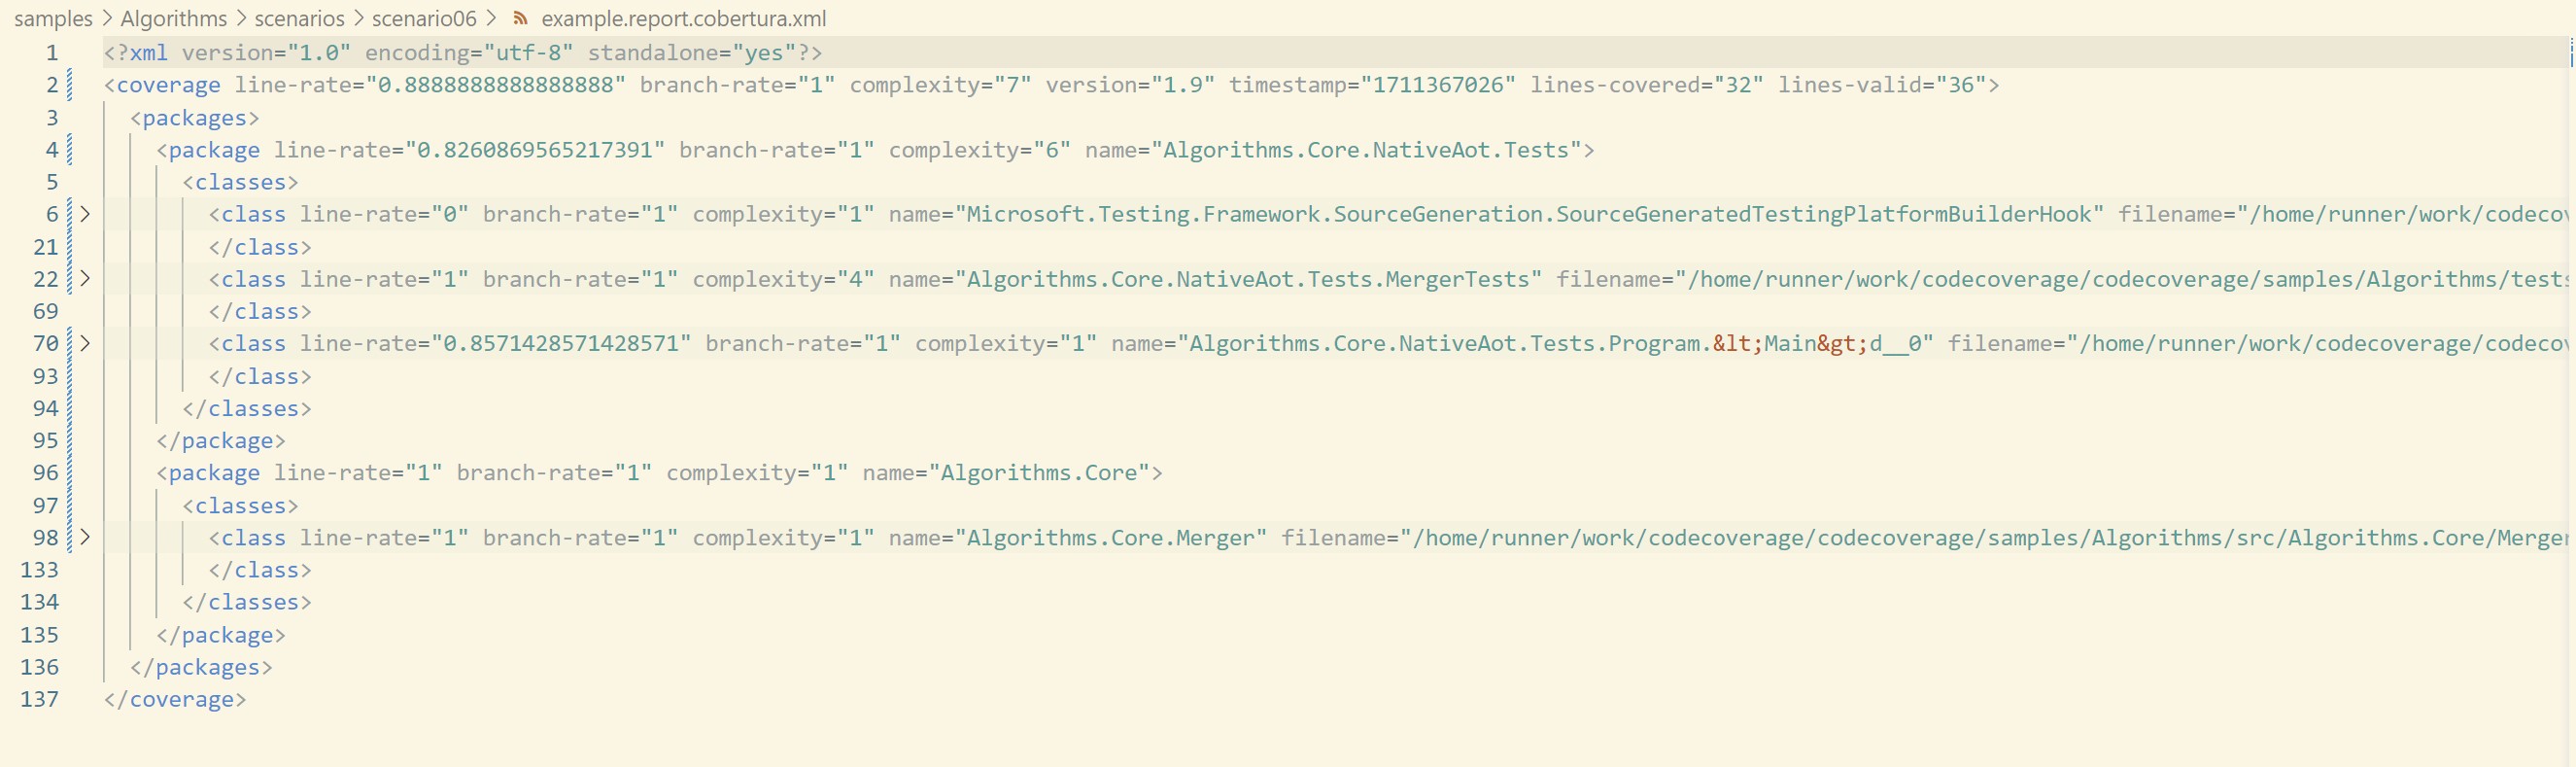 samples > Algorithms > scenarios > scenario06 > example.report.cobertura.xml
1 <?xml version="1.0" encoding="utf-8" standalone="yes"?>
2 <coverage line-rate="0.8888888888888888" branch-rate="1" complexity="7" version="1.9" timestamp="1711367026" lines-covered="32" lines-valid="36">
3 <packages>
4 <package line-rate="0.8260869565217391" branch-rate="1" complexity="6" name="Algorithms.Core.NativeAot.Tests">
5 <classes>
6 > <class line-rate="0" branch-rate="1" complexity="1" name="Microsoft.Testing.Framework.SourceGeneration.SourceGeneratedTestingPlatformBuilderHook" filename="/home/runner/work/codecov
21 </class>
22 > <class line-rate="1" branch-rate="1" complexity="4" name="Algorithms.Core.NativeAot.Tests.MergerTests" filename="/home/runner/work/codecoverage/codecoverage/samples/Algorithms/tests
69 </class>
70 > <class line-rate="0.8571428571428571" branch-rate="1" complexity="1" name="Algorithms.Core.NativeAot.Tests.Program.&lt;Main&gt;d__0" filename="/home/runner/work/codecoverage/codecov
93 </class>
94 </classes>
95 </package>
96 <package line-rate="1" branch-rate="1" complexity="1" name="Algorithms.Core">
97 <classes>
98 > <class line-rate="1" branch-rate="1" complexity="1" name="Algorithms.Core.Merger" filename="/home/runner/work/codecoverage/codecoverage/samples/Algorithms/src/Algorithms.Core/Merger
133 </class>
134 </classes>
135 </package>
136 </packages>
137 </coverage>